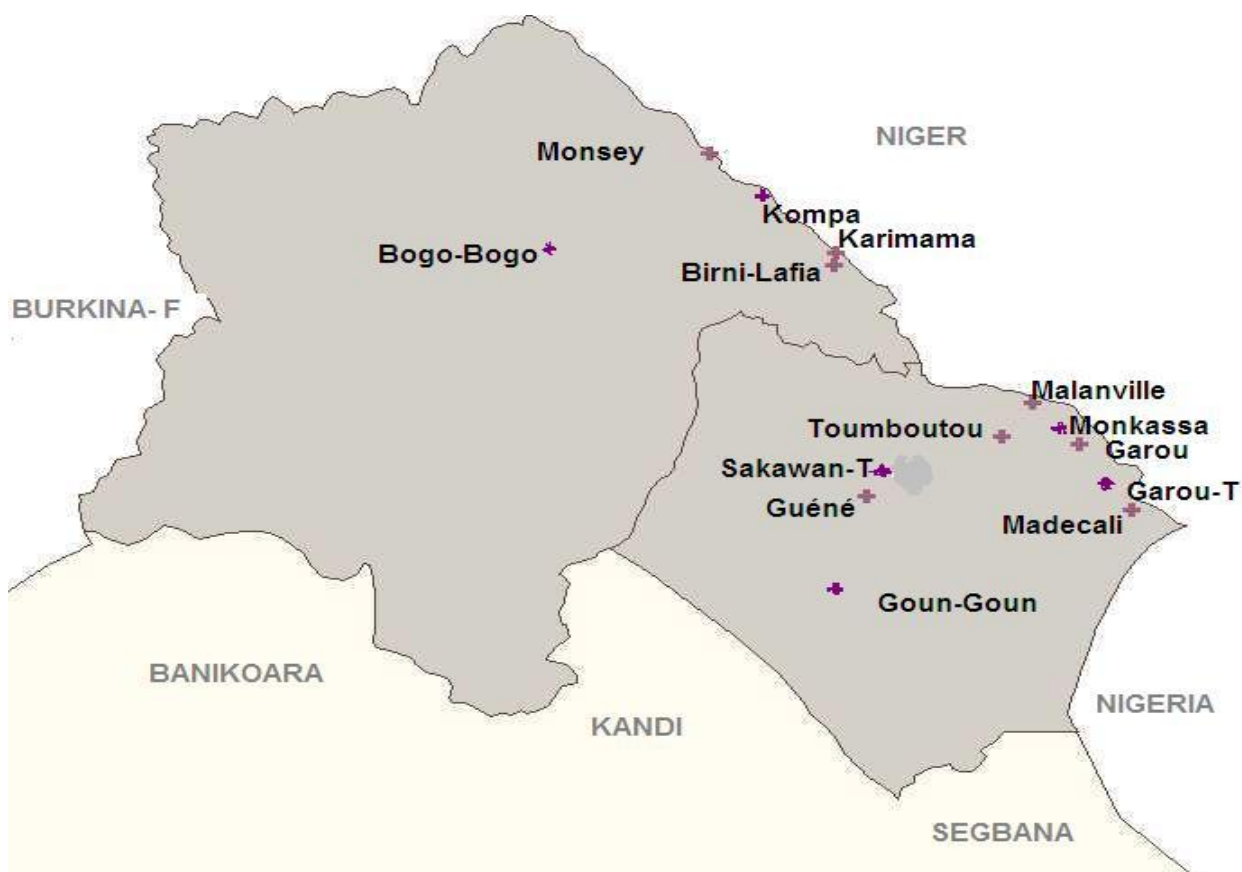 NIGER
Monsey
Kompa
Karimama
Bogo-Bogo
Birni-Lafia
BURKINA- F
Malanville
Toumboutou
Monkassa
Garou
Sakawan-T
Garou-T
Guéné
Madecali
Goun-Goun
BANIKOARA
NIGERIA
KANDI
SEGBANA